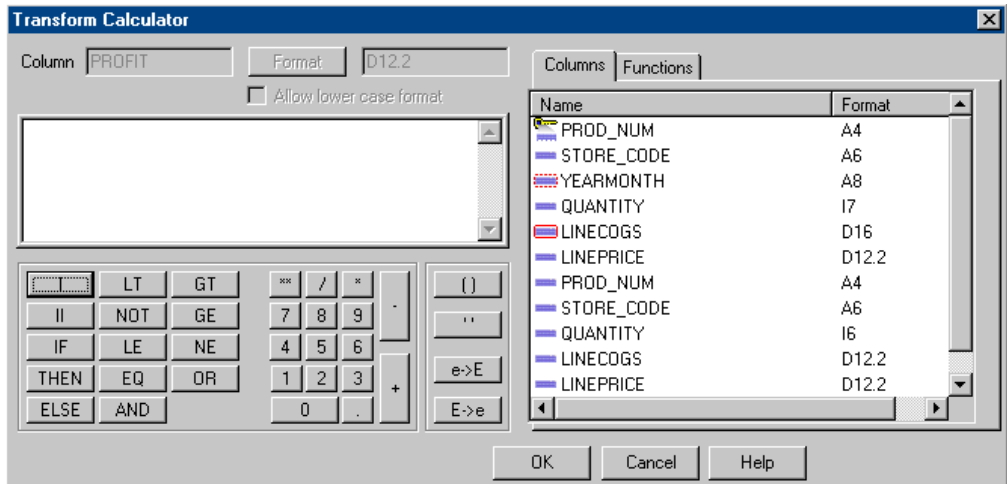 Transform Calculator
Column PROFIT Format D12.2
Allow lower case format
Columns Functions
Name Format
PROD_NUM A4
STORE_CODE A6
YEARMONTH A8
QUANTITY I7
LINECOGS D16
LINEPRICE D12.2
PROD_NUM A4
STORE_CODE A6
QUANTITY I6
LINECOGS D12.2
LINEPRICE D12.2
| LT GT ** / * - ( )
|| NOT GE 7 8 9 ' '
IF LE NE 4 5 6
THEN EQ OR 1 2 3 + e->E
ELSE AND 0 . E->e
OK Cancel Help